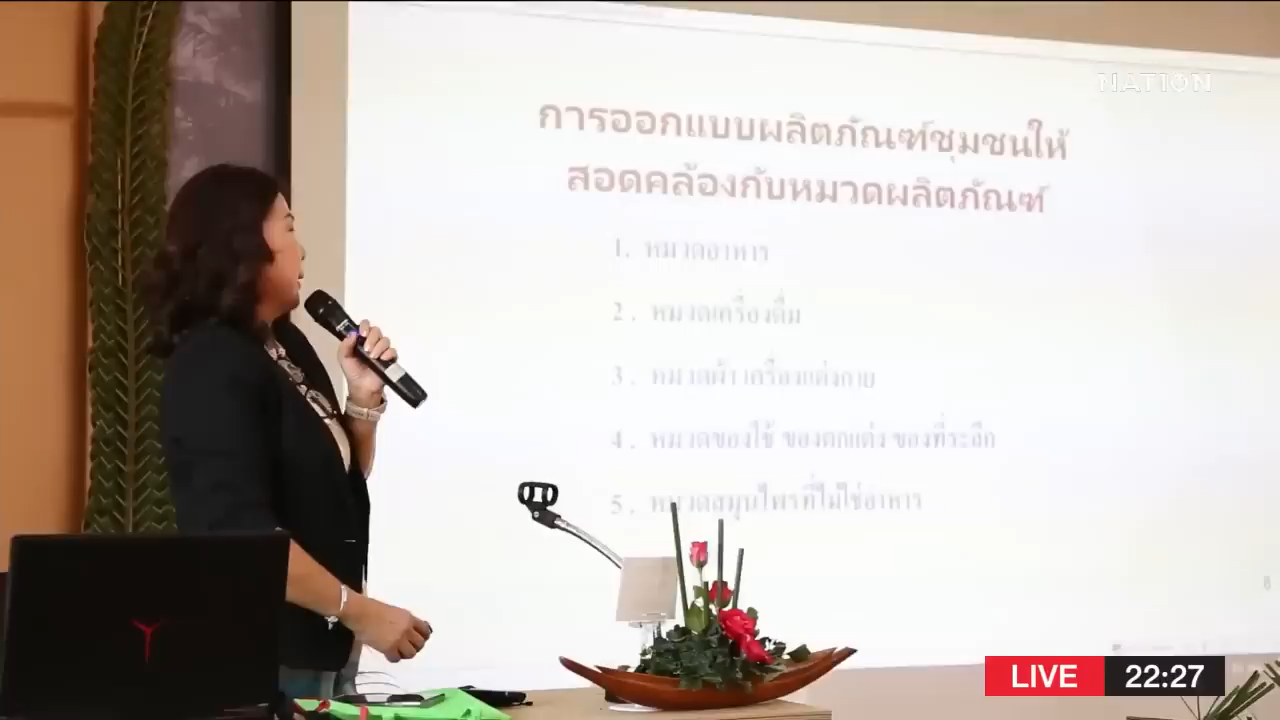 NATION
การออกแบบผลิตภัณฑ์ชุมชนให้
สอดคล้องกับหมวดผลิตภัณฑ์
1. หมวดอาหาร
2. หมวดเครื่องดื่ม
3. หมวดผ้า เครื่องแต่งกาย
4. หมวดของใช้ ของตกแต่ง ของที่ระลึก
5. หมวดสมุนไพรที่ไม่ใช่อาหาร
8
LIVE 22:27